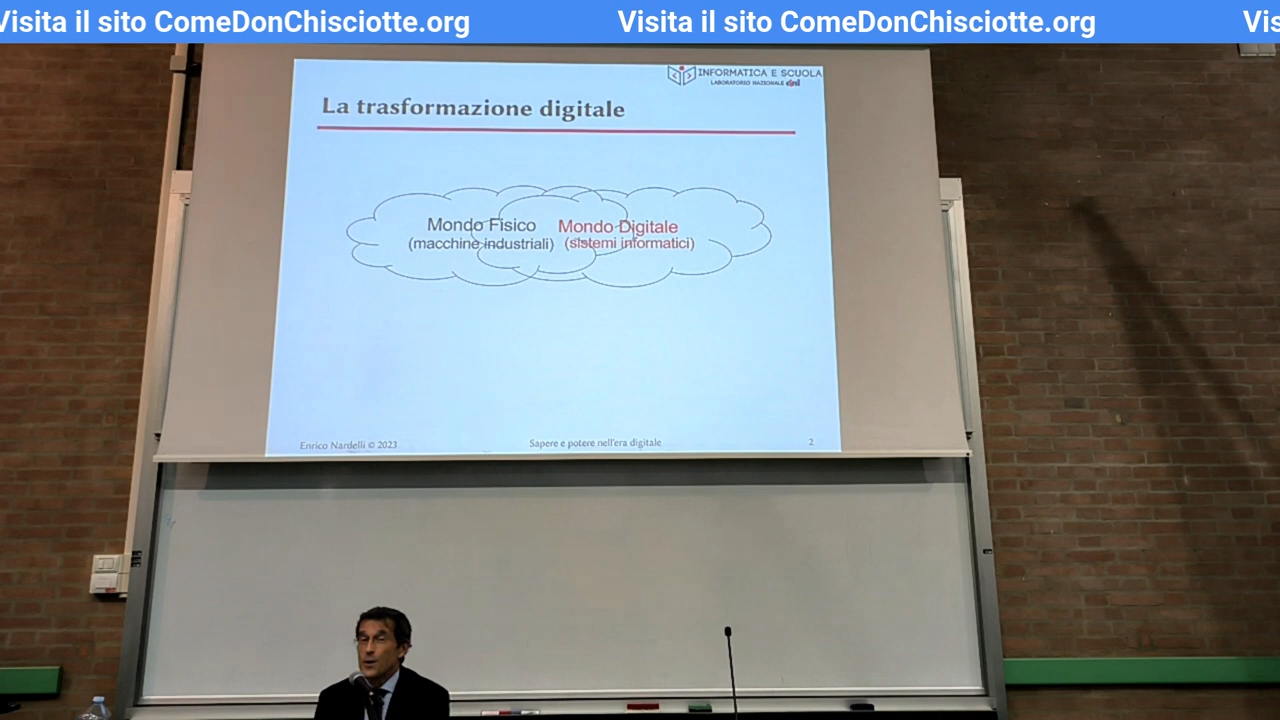 Visita il sito ComeDonChisciotte.org Visita il sito ComeDonChisciotte.org Vis
INFORMATICA E SCUOLA
LABORATORIO NAZIONALE cini
La trasformazione digitale
Mondo Fisico Mondo Digitale
(macchine industriali) (sistemi informatici)
Enrico Nardelli © 2023 Sapere e potere nell'era digitale 2